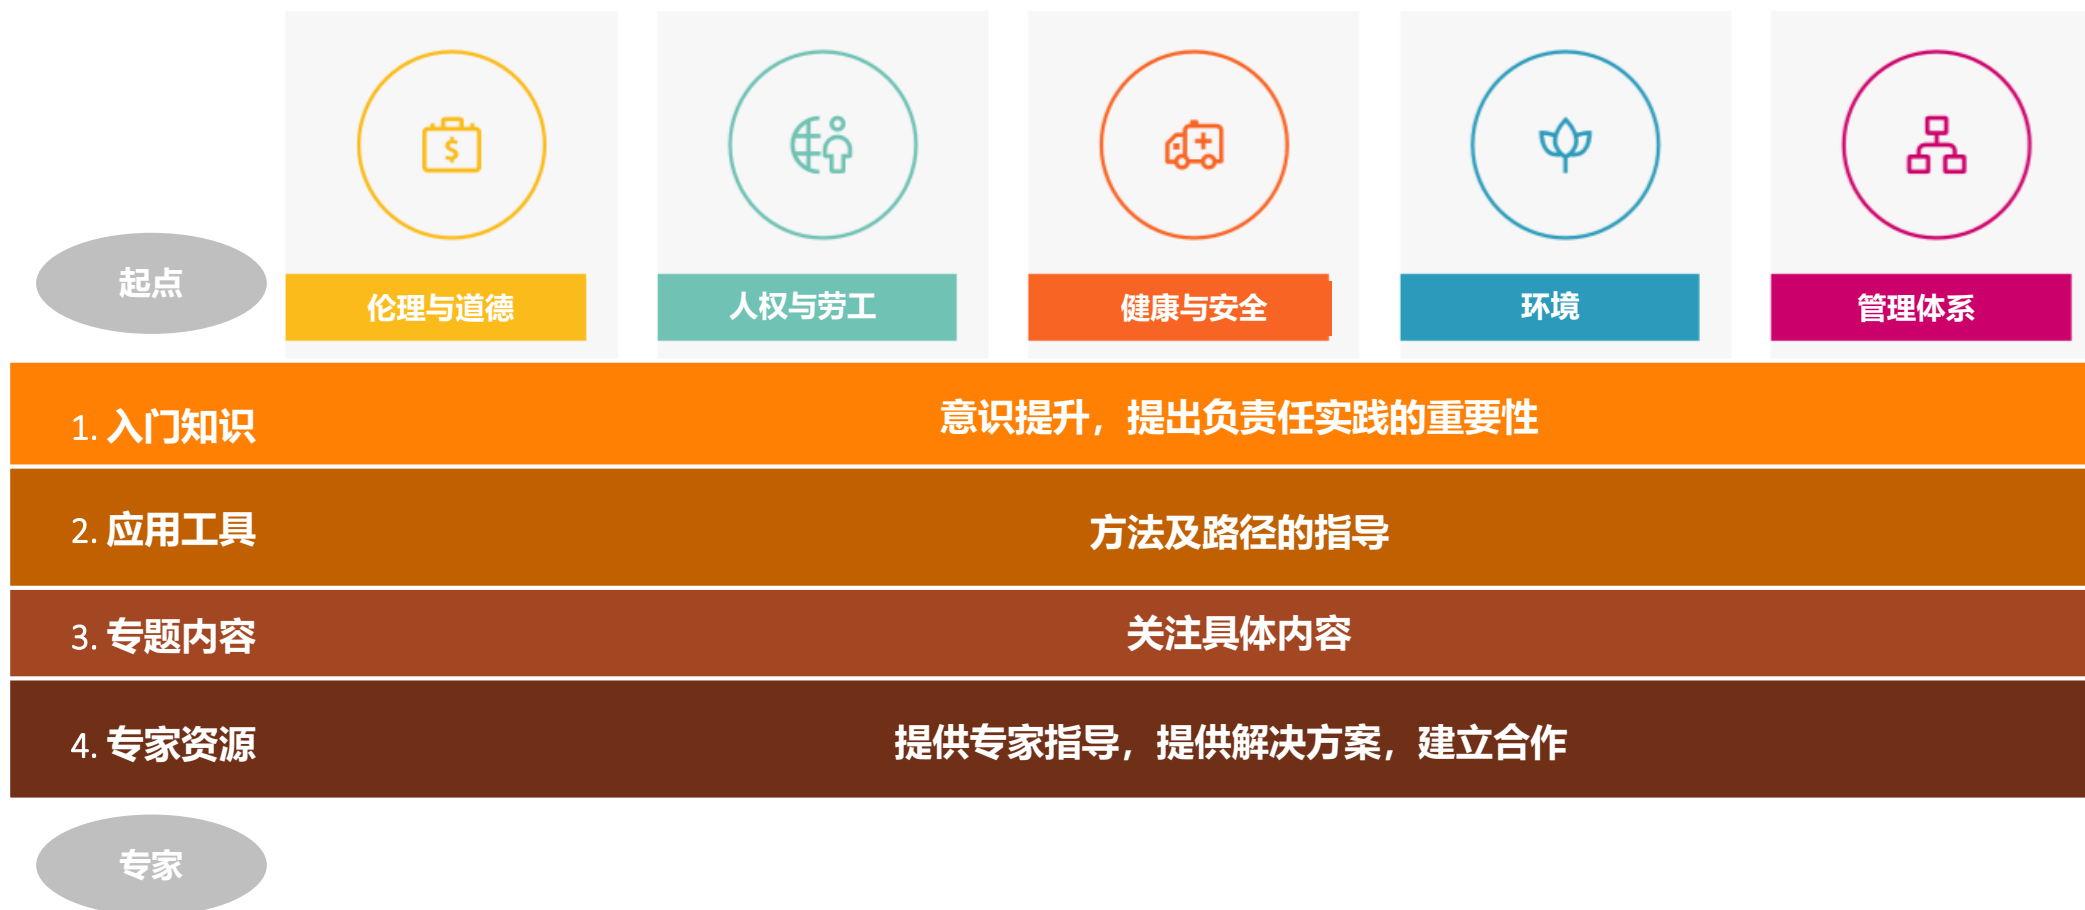 起点
伦理与道德
人权与劳工
健康与安全
环境
管理体系
1. 入门知识
意识提升，提出负责任实践的重要性
2. 应用工具
方法及路径的指导
3. 专题内容
关注具体内容
4. 专家资源
提供专家指导，提供解决方案，建立合作
专家